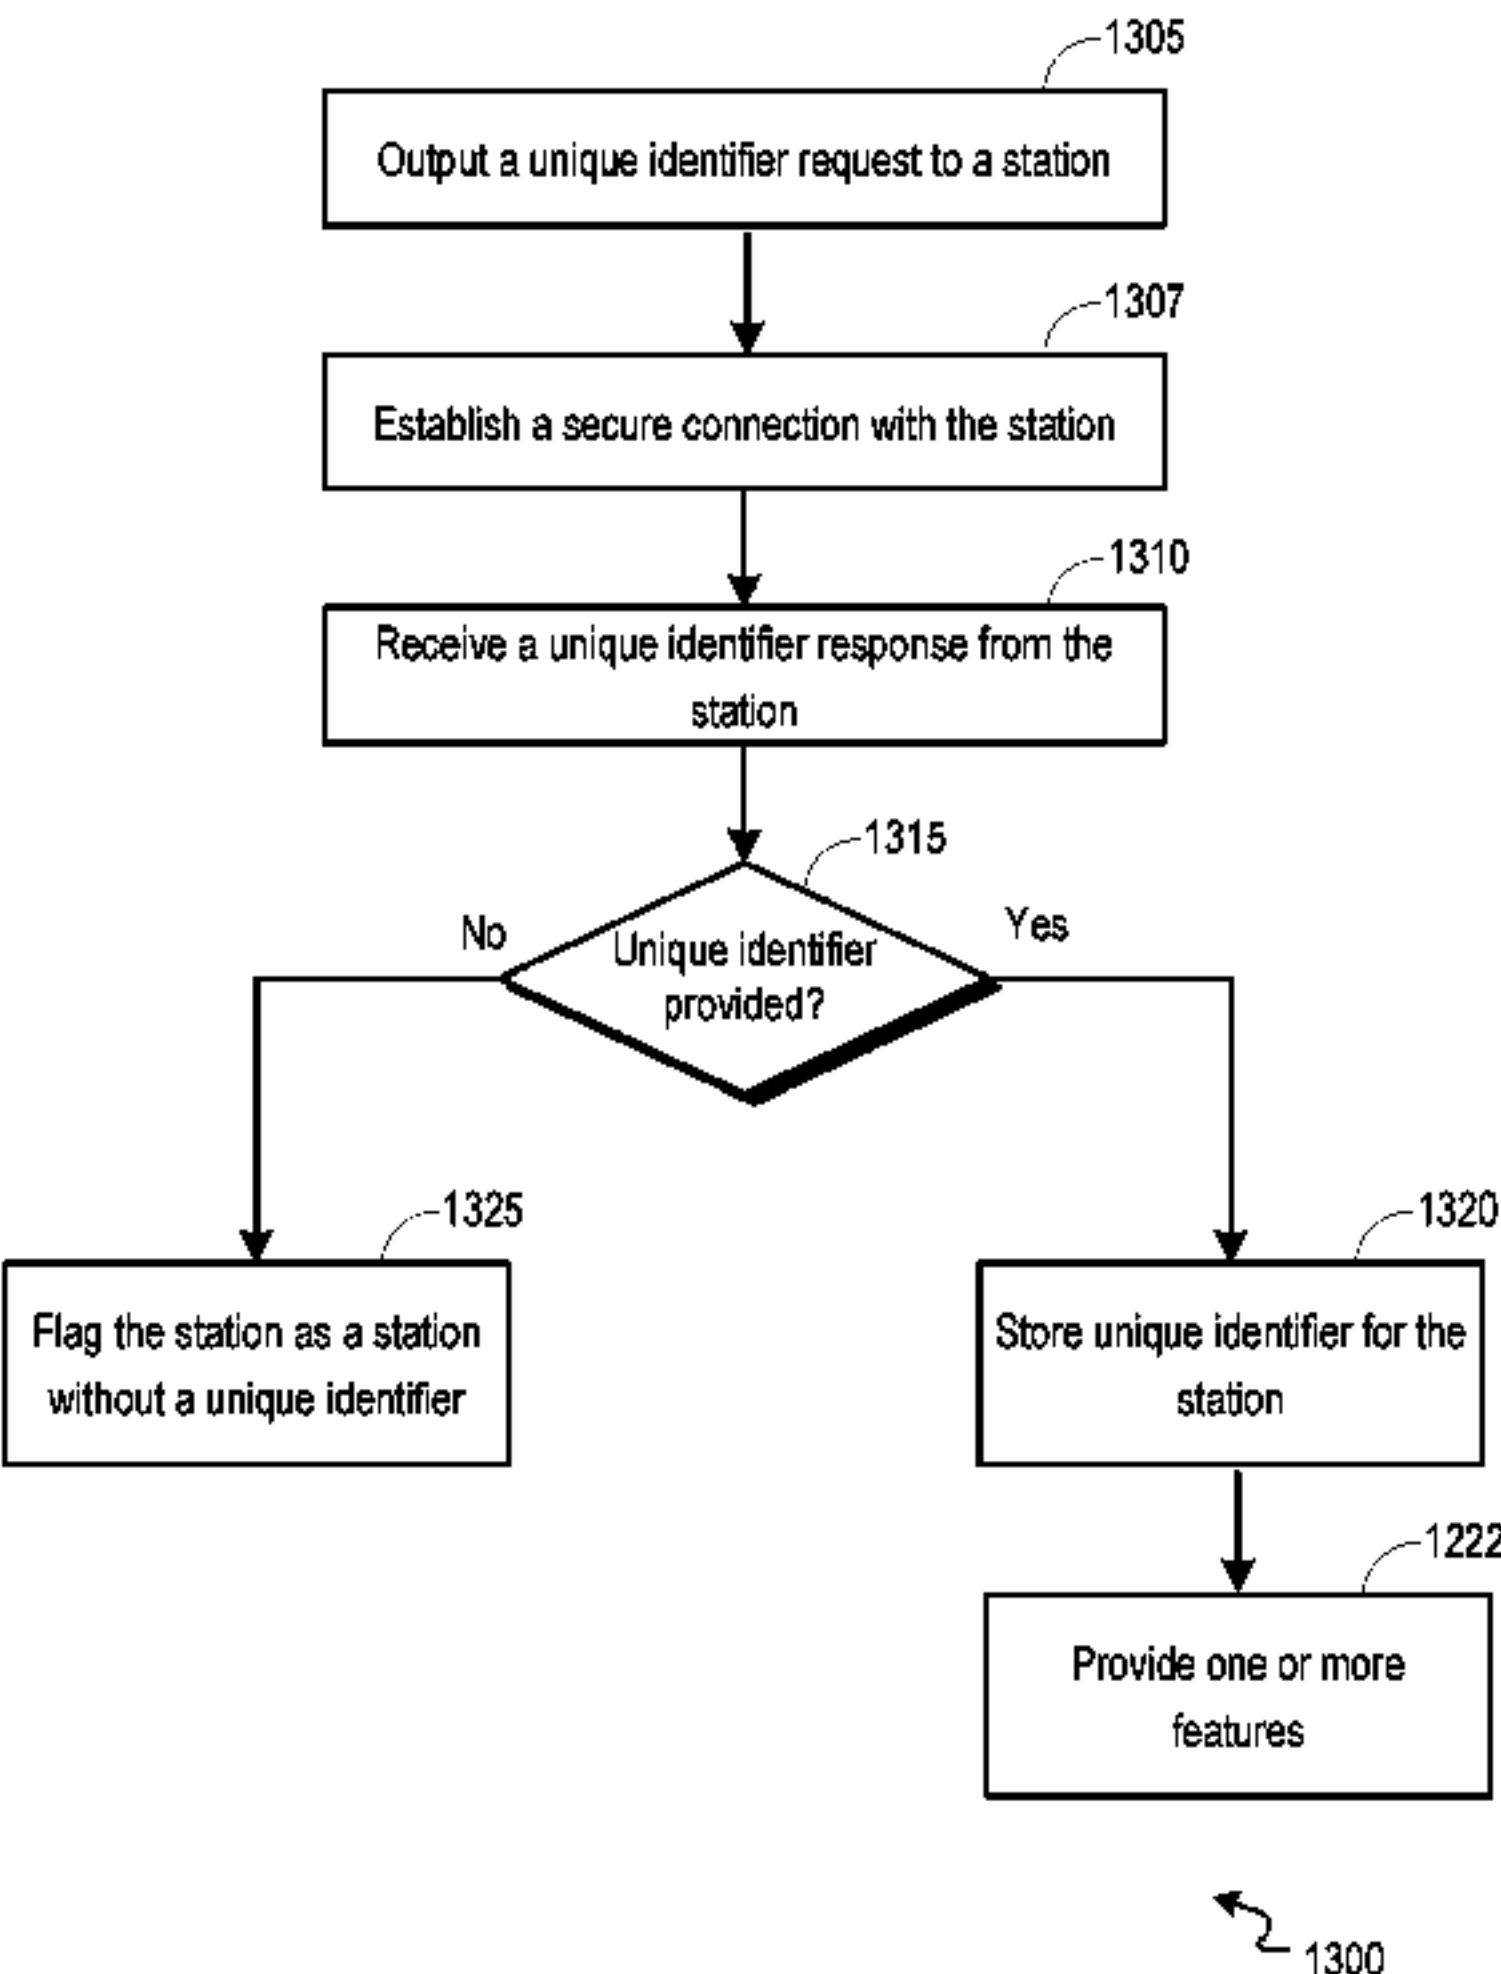 1305
Output a unique identifier request to a station
1307
Establish a secure connection with the station
1310
Receive a unique identifier response from the
station
1315
No
Yes
Unique identifier
provided?
1325
Flag the station as a station
without a unique identifier
1320
Store unique identifier for the
station
1222
Provide one or more
features
1300